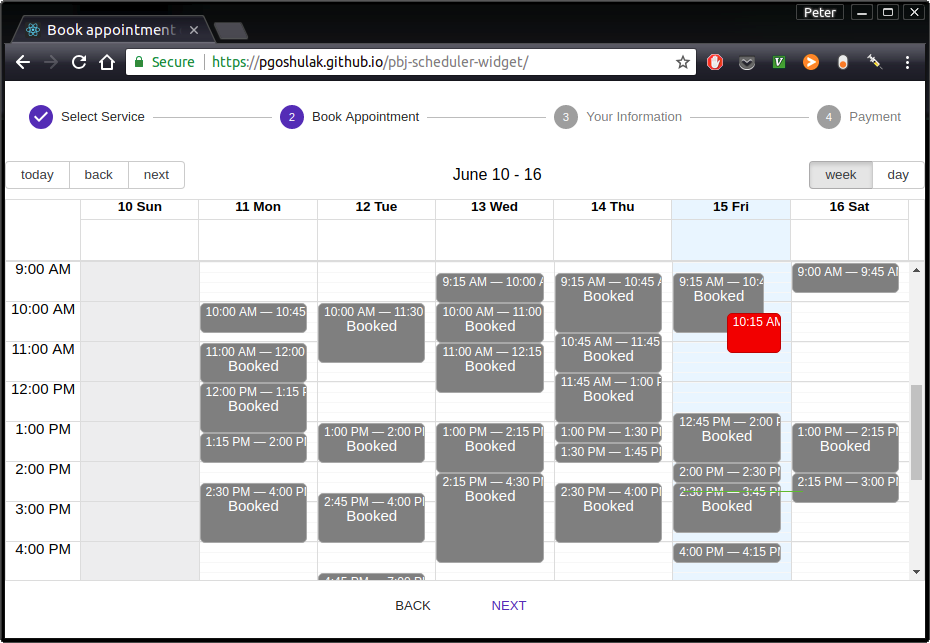 Peter
Book appointment
Secure https://pgoshulak.github.io/pbj-scheduler-widget/
Select Service
2 Book Appointment
3 Your Information
4 Payment
today back next
June 10 - 16
week day
10 Sun 11 Mon 12 Tue 13 Wed 14 Thu 15 Fri 16 Sat
9:00 AM
10:00 AM
11:00 AM
12:00 PM
1:00 PM
2:00 PM
3:00 PM
4:00 PM
10:00 AM — 10:45
11:00 AM — 12:00
Booked
12:00 PM — 1:15 P
Booked
1:15 PM — 2:00 P
2:30 PM — 4:00 P
Booked
10:00 AM — 11:30
Booked
1:00 PM — 2:00 P
Booked
2:45 PM — 4:00 P
Booked
4:45 PM — 7:00 P
9:15 AM — 10:00 A
10:00 AM — 11:00
Booked
11:00 AM — 12:15
Booked
1:00 PM — 2:15 P
Booked
2:15 PM — 4:30 P
Booked
9:15 AM — 10:45 A
Booked
10:45 AM — 11:45
Booked
11:45 AM — 1:00 P
Booked
1:00 PM — 1:30 P
1:30 PM — 1:45 P
2:30 PM — 4:00 P
Booked
9:15 AM — 10:4
Booked
10:15 AM
12:45 PM — 2:00 P
Booked
2:00 PM — 2:30 P
2:30 PM — 3:45 P
Booked
4:00 PM — 4:15 P
9:00 AM — 9:45 A
1:00 PM — 2:15 P
Booked
2:15 PM — 3:00 P
BACK NEXT